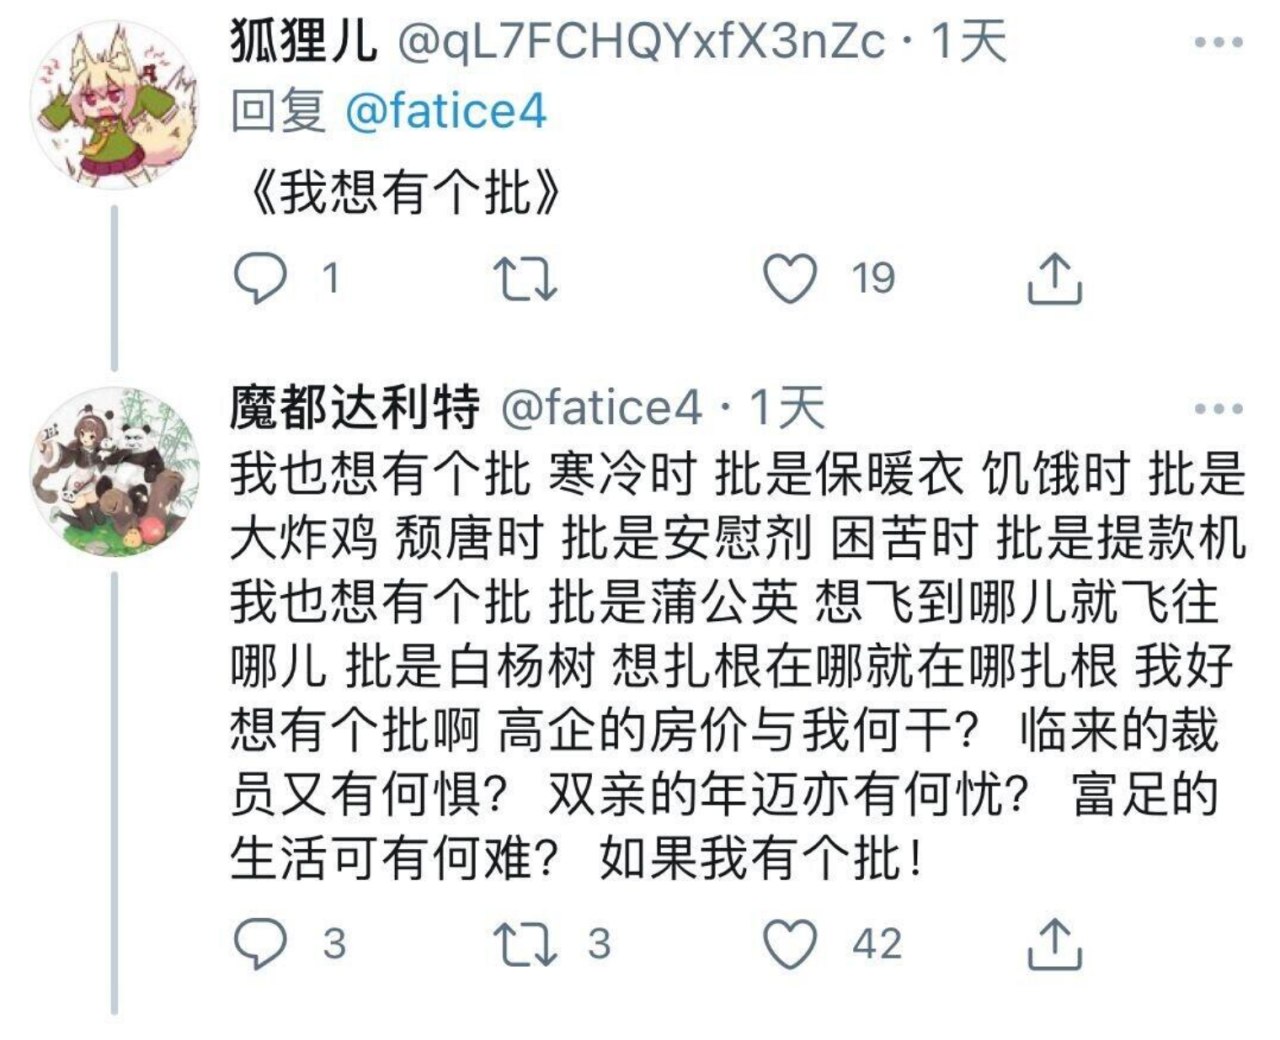 狐狸儿 @qL7FCHQYxfX3nZc · 1天
回复 @fatice4
《我想有个批》
1 19
魔都达利特 @fatice4 · 1天
我也想有个批 寒冷时 批是保暖衣 饥饿时 批是
大炸鸡 颓唐时 批是安慰剂 困苦时 批是提款机
我也想有个批 批是蒲公英 想飞到哪儿就飞往
哪儿 批是白杨树 想扎根在哪就在哪扎根 我好
想有个批啊 高企的房价与我何干？ 临来的裁
员又有何惧？ 双亲的年迈亦有何忧？ 富足的
生活可有何难？ 如果我有个批！
3 3 42